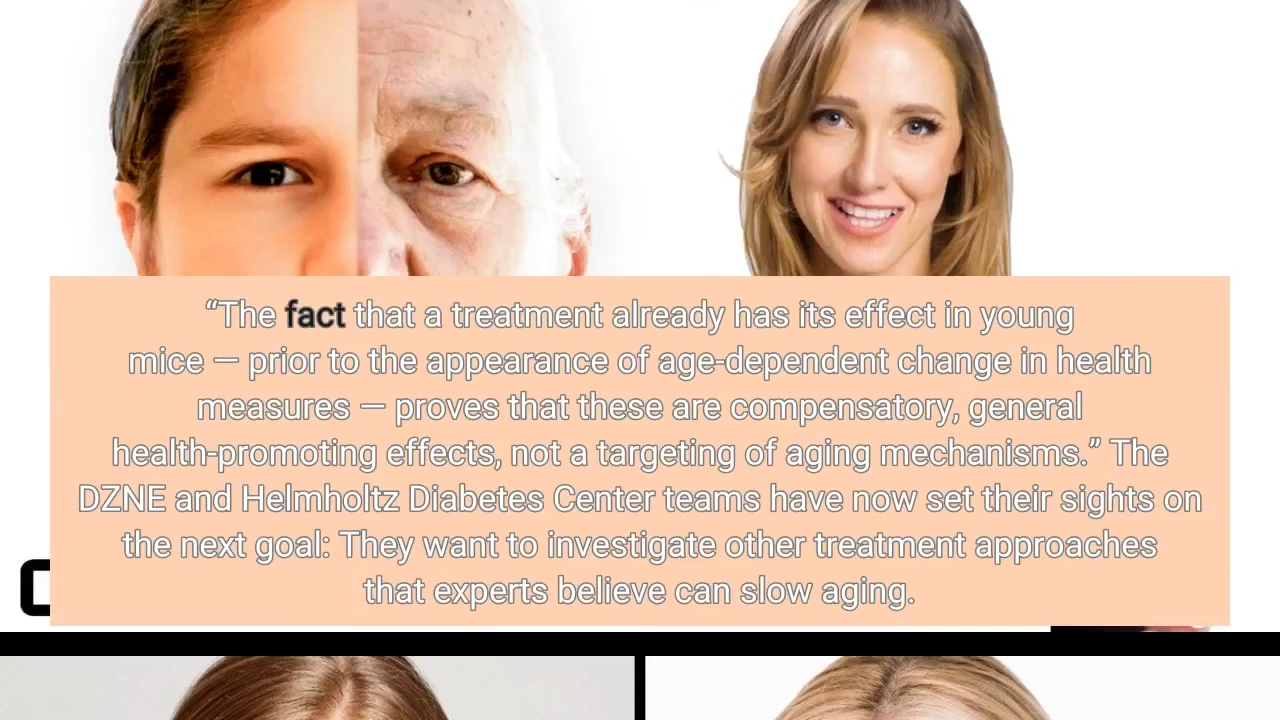 “The fact that a treatment already has its effect in young
mice — prior to the appearance of age-dependent change in health
measures — proves that these are compensatory, general
health-promoting effects, not a targeting of aging mechanisms.” The
DZNE and Helmholtz Diabetes Center teams have now set their sights on
the next goal: They want to investigate other treatment approaches
that experts believe can slow aging.